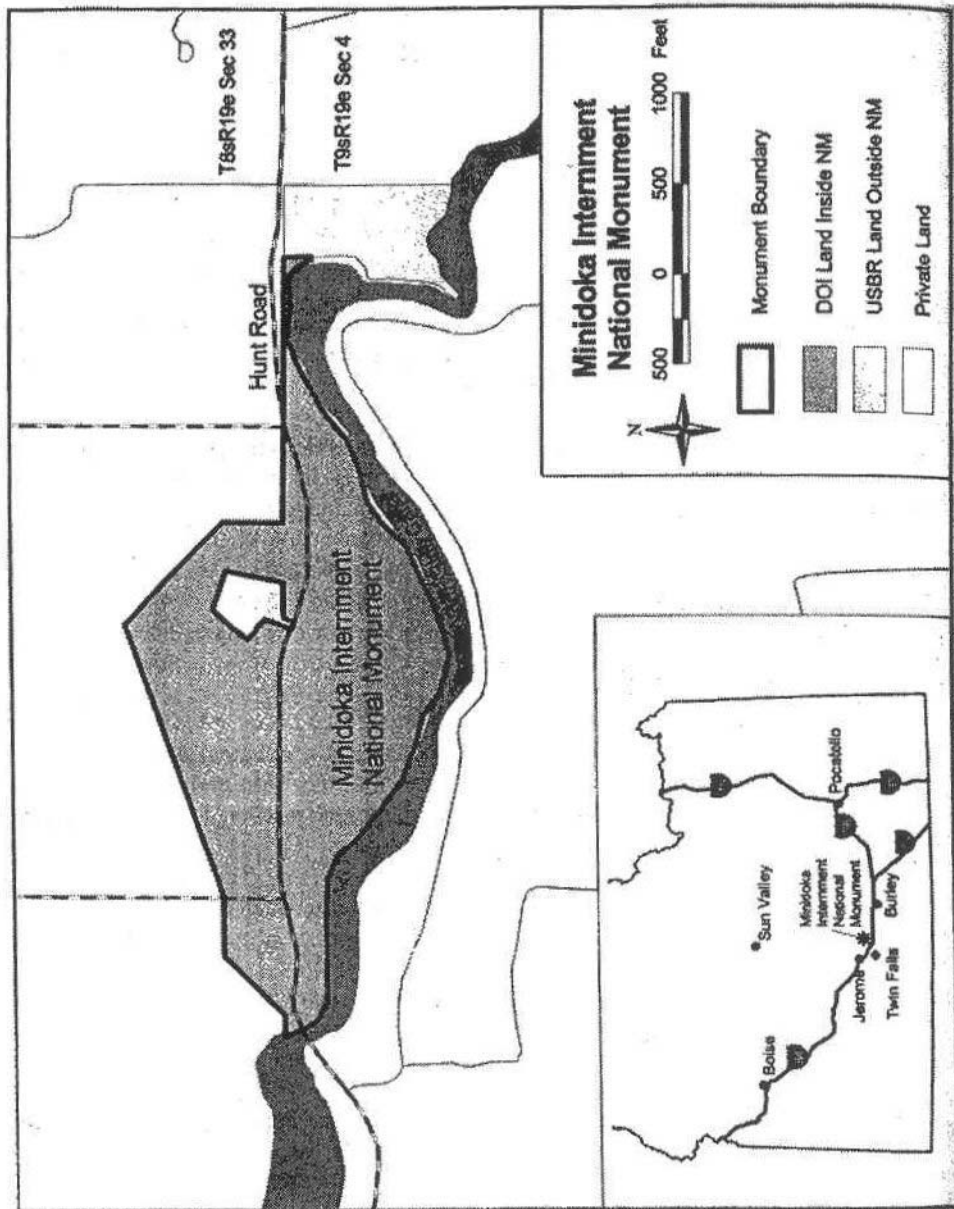 T8sR19e Sec 33
T9sR19e Sec 4
Hunt Road
Minidoka Internment
National Monument
Minidoka Internment
National Monument
500 0 500 1000 Feet
N
Monument Boundary
DOI Land Inside NM
USBR Land Outside NM
Private Land
Boise
Sun Valley
Jerome
Twin Falls
Minidoka
Internment
National
Monument
Burley
Pocatello